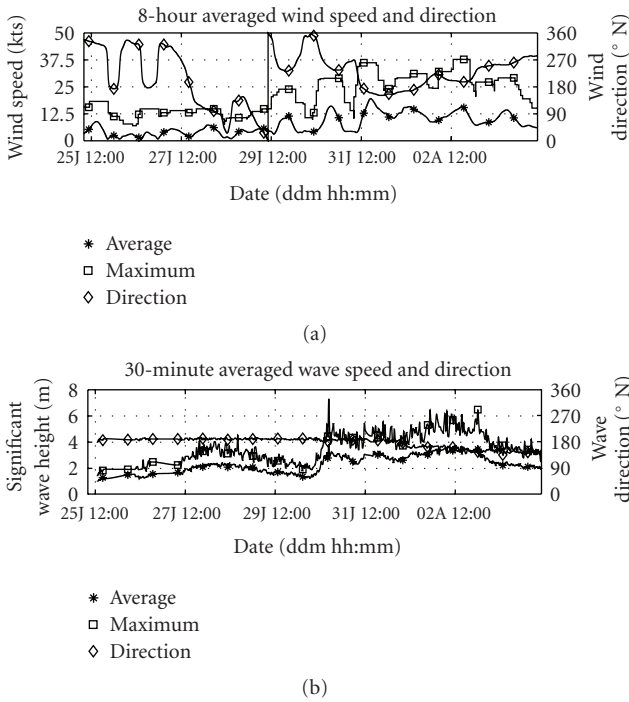 8-hour averaged wind speed and direction
Wind speed (kts)
50
37.5
25
12.5
0
360
270
180
90
0
Wind
direction (° N)
25J 12:00 27J 12:00 29J 12:00 31J 12:00 02A 12:00
Date (ddm hh:mm)
Average
Maximum
Direction
(a)
30-minute averaged wave speed and direction
Significant
wave height (m)
8
6
4
2
0
360
270
180
90
0
Wave
direction (° N)
25J 12:00 27J 12:00 29J 12:00 31J 12:00 02A 12:00
Date (ddm hh:mm)
Average
Maximum
Direction
(b)